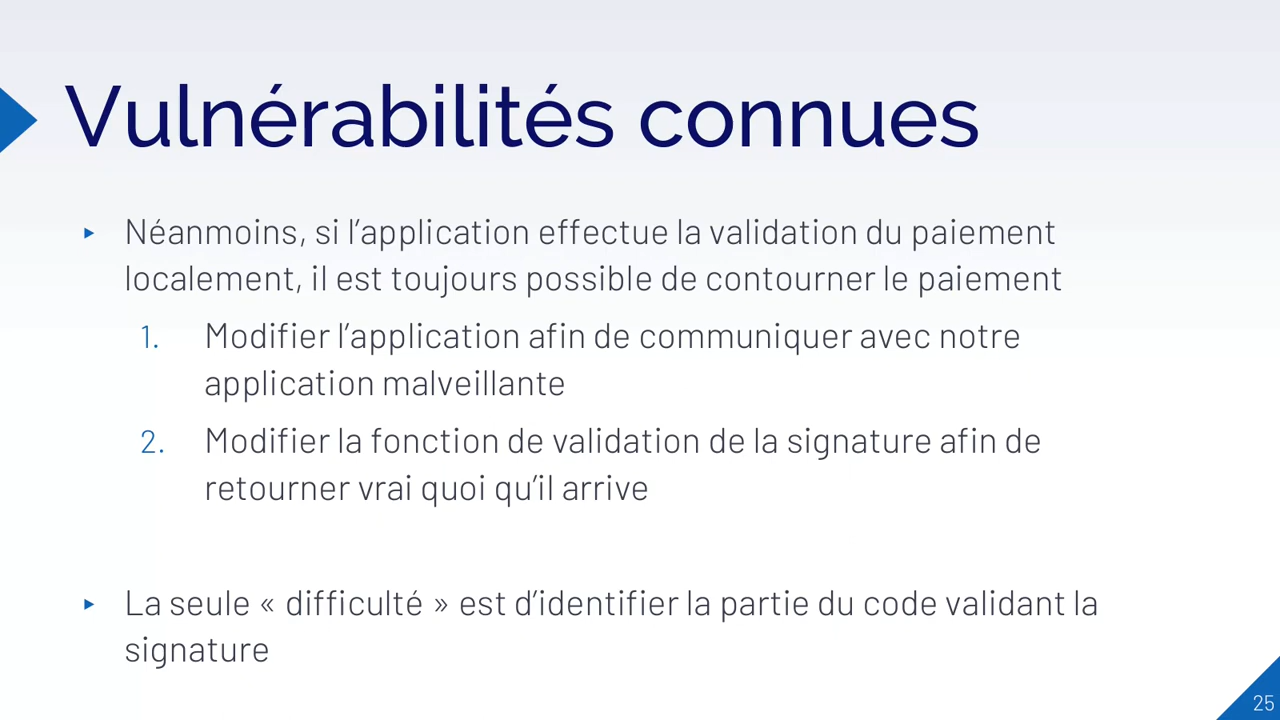 Vulnérabilités connues
▸ Néanmoins, si l’application effectue la validation du paiement
localement, il est toujours possible de contourner le paiement
1. Modifier l’application afin de communiquer avec notre
application malveillante
2. Modifier la fonction de validation de la signature afin de
retourner vrai quoi qu’il arrive
▸ La seule « difficulté » est d’identifier la partie du code validant la
signature
25